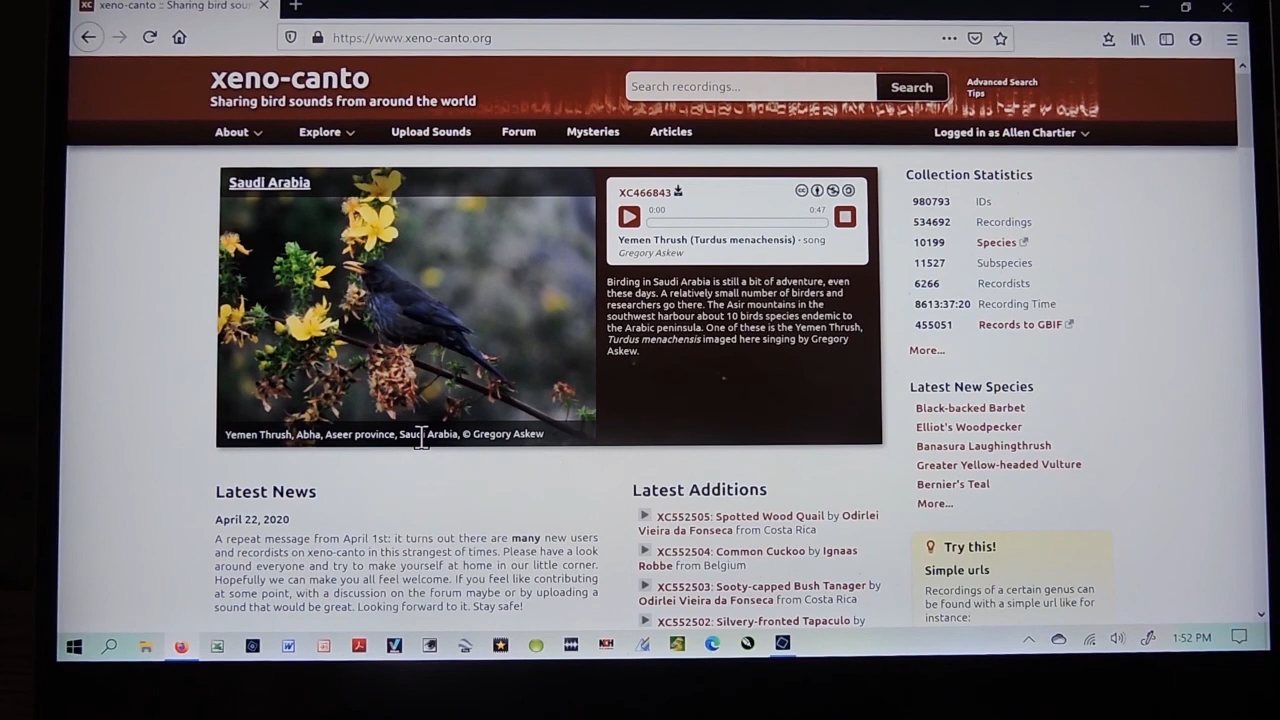 xeno-canto :: Sharing bird soun
https://www.xeno-canto.org
xeno-canto
Sharing bird sounds from around the world
Search recordings...
Search
Advanced Search
Tips
About
Explore
Upload Sounds
Forum
Mysteries
Articles
Logged in as Allen Chartier
Saudi Arabia
XC466843
0:00
0:47
Yemen Thrush (Turdus menachensis) · song
Gregory Askew
Birding in Saudi Arabia is still a bit of adventure, even
these days. A relatively small number of birders and
researchers go there. The Asir mountains in the
southwest harbour about 10 birds species endemic to
the Arabic peninsula. One of these is the Yemen Thrush,
Turdus menachensis imaged here singing by Gregory
Askew.
Yemen Thrush, Abha, Aseer province, Saudi Arabia, © Gregory Askew
Collection Statistics
980793 IDs
534692 Recordings
10199 Species
11527 Subspecies
6266 Recordists
8613:37:20 Recording Time
455051 Records to GBIF
More...
Latest New Species
Black-backed Barbet
Elliot's Woodpecker
Banasura Laughingthrush
Greater Yellow-headed Vulture
Bernier's Teal
More...
Latest News
April 22, 2020
A repeat message from April 1st: it turns out there are many new users
and recordists on xeno-canto in this strangest of times. Please have a look
around everyone and try to make yourself at home in our little corner.
Hopefully we can make you all feel welcome. If you feel like contributing
at some point, with a discussion on the forum maybe or by uploading a
sound that would be great. Looking forward to it. Stay safe!
Latest Additions
XC552505: Spotted Wood Quail by Odirlei
Vieira da Fonseca from Costa Rica
XC552504: Common Cuckoo by Ignaas
Robbe from Belgium
XC552503: Sooty-capped Bush Tanager by
Odirlei Vieira da Fonseca from Costa Rica
XC552502: Silvery-fronted Tapaculo by
Try this!
Simple urls
Recordings of a certain genus can
be found with a simple url like for
instance:
1:52 PM